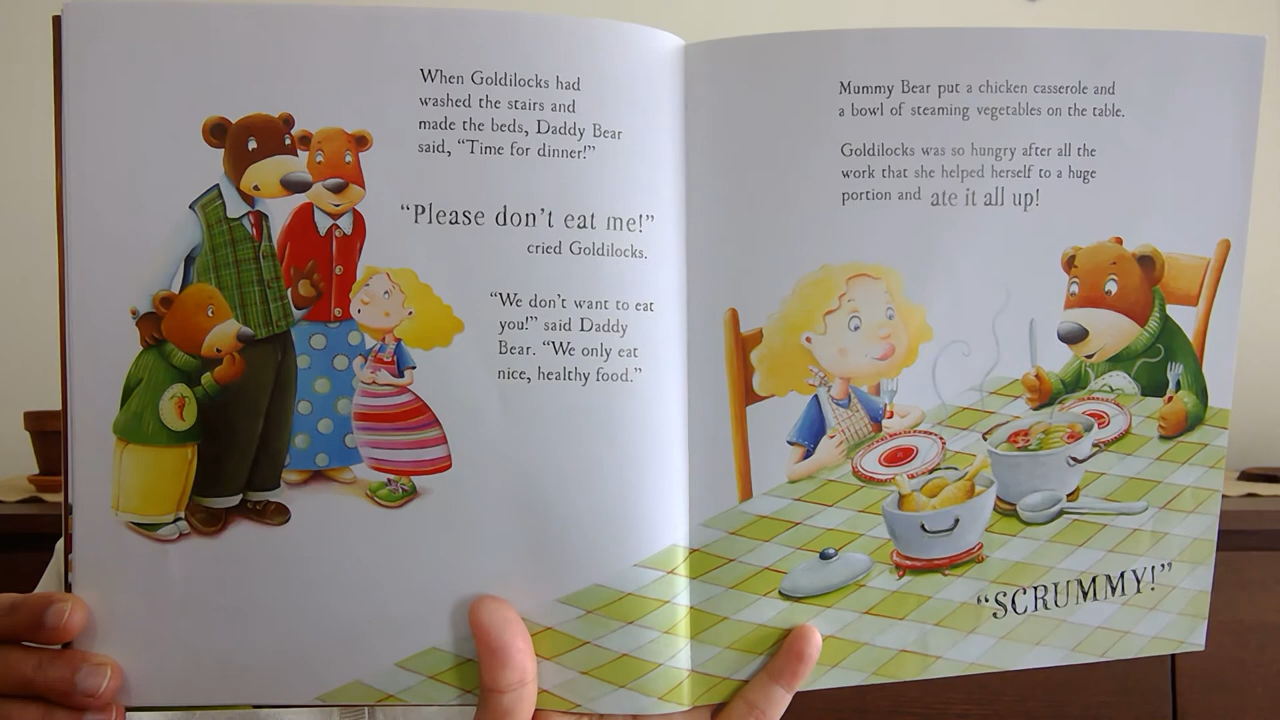 When Goldilocks had
washed the stairs and
made the beds, Daddy Bear
said, “Time for dinner!”
“Please don’t eat me!”
cried Goldilocks.
“We don’t want to eat
you!” said Daddy
Bear. “We only eat
nice, healthy food.”
Mummy Bear put a chicken casserole and
a bowl of steaming vegetables on the table.
Goldilocks was so hungry after all the
work that she helped herself to a huge
portion and ate it all up!
“SCRUMMY!”